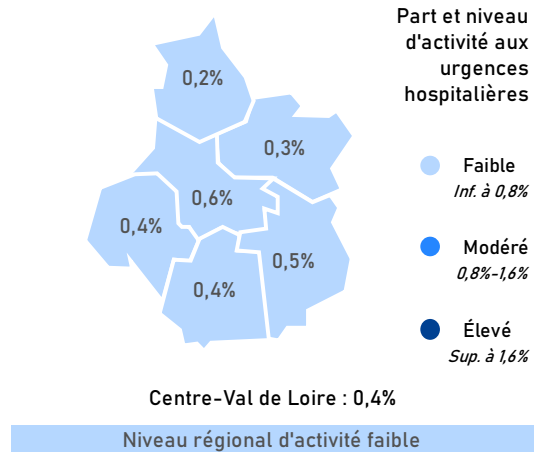 Part et niveau
d'activité aux
urgences
hospitalières
0,2%
0,3%
0,6%
0,4%
0,5%
0,4%
Faible
Inf. à 0,8%
Modéré
0,8%-1,6%
Élevé
Sup. à 1,6%
Centre-Val de Loire : 0,4%
Niveau régional d'activité faible